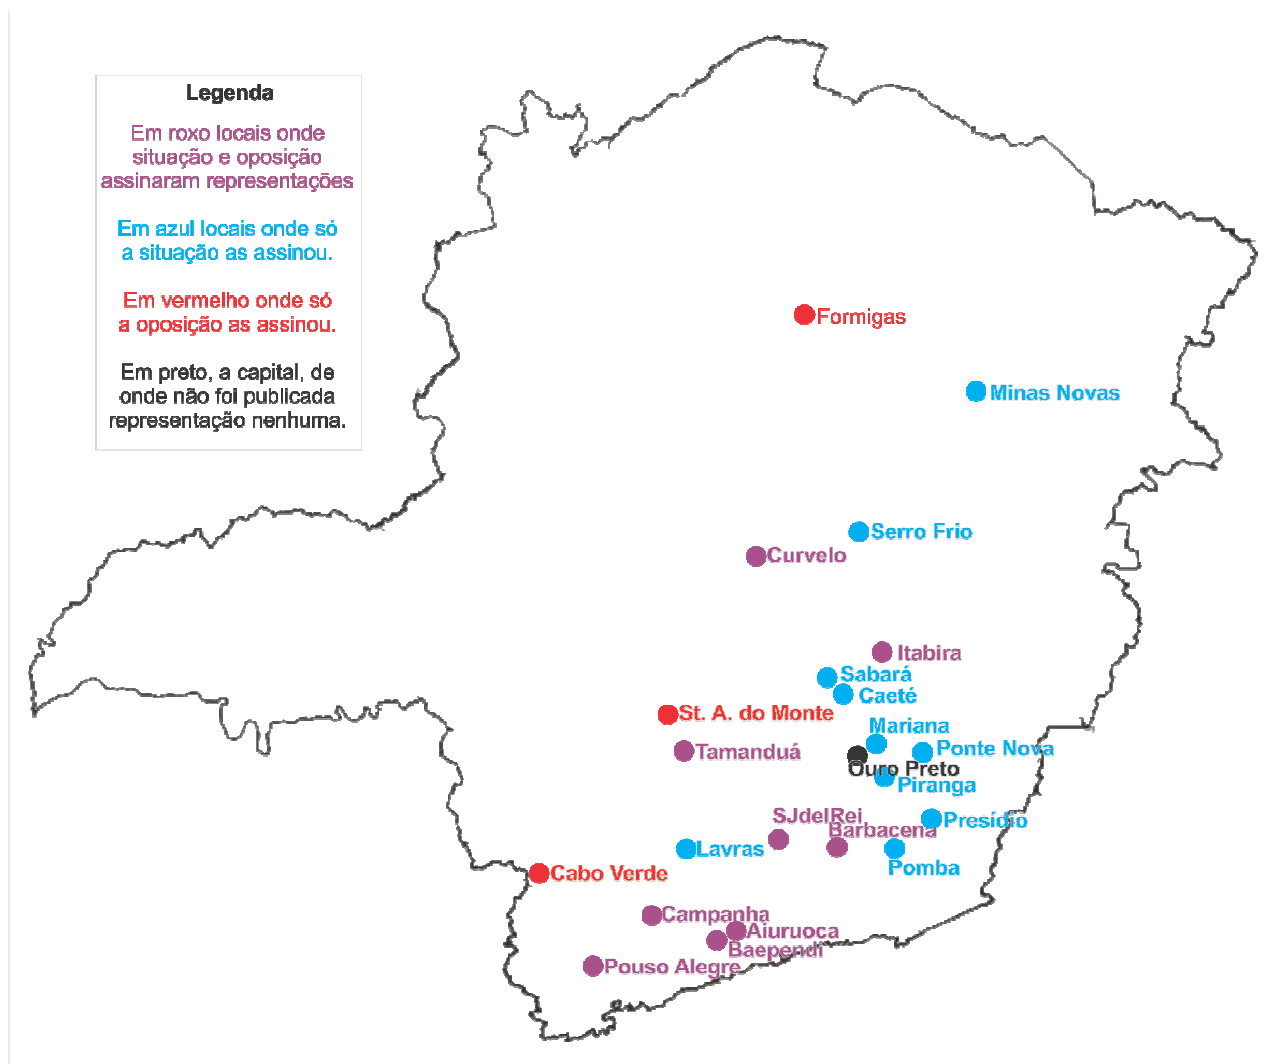 Legenda
Em roxo locais onde
situação e oposição
assinaram representações
Em azul locais onde só
a situação as assinou.
Em vermelho onde só
a oposição as assinou.
Em preto, a capital, de
onde não foi publicada
representação nenhuma.
Formigas
Minas Novas
Serro Frio
Curvelo
Itabira
Sabará
Caeté
St. A. do Monte
Mariana
Ponte Nova
Tamanduá
Ouro Preto
Piranga
SJdelRei
Presídio
Barbacena
Lavras
Pomba
Cabo Verde
Campanha
Aiuruoca
Baependi
Pouso Alegre